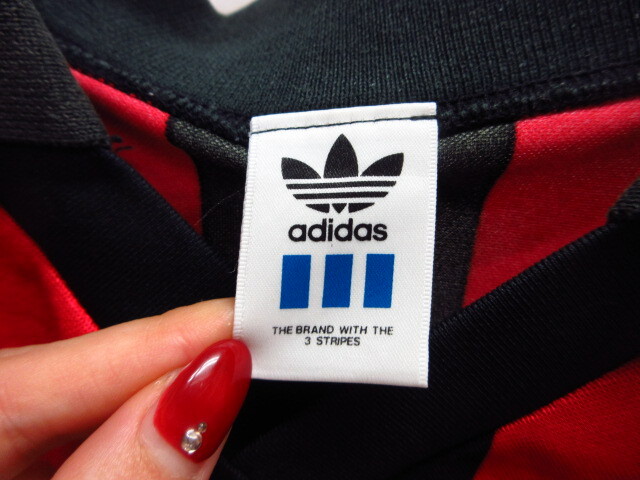 adidas
THE BRAND WITH THE
3 STRIPES